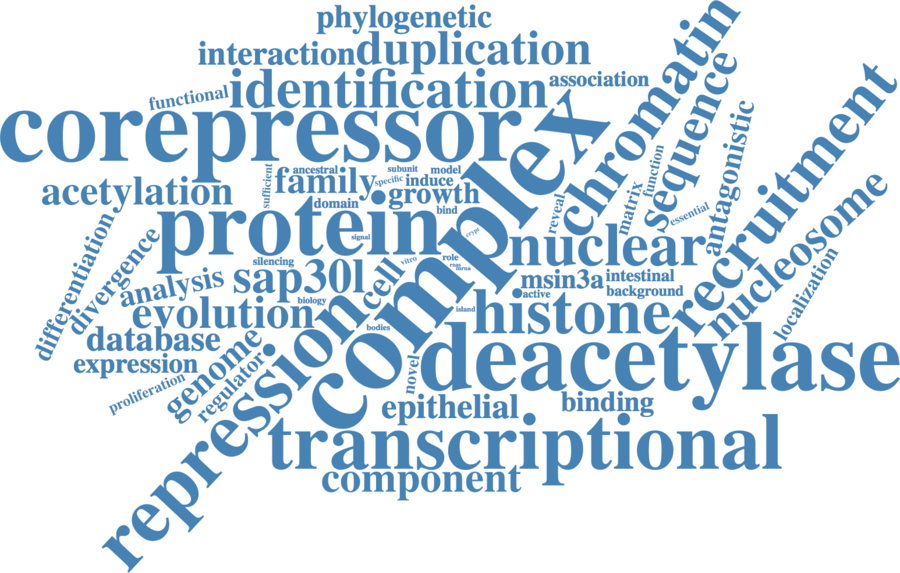 phylogenetic
interaction
duplication
functional
identification
association
corepressor
chromatin
sequence
recruitment
antagonistic
acetylation
sufficient
ancestral
family
specific
subunit
model
induce
growth
domain
bind
complex
reveal
matrix
function
essential
nucleosome
localization
protein
signal
crypt
nuclear
differentiation
divergence
analysis
silencing
sap30l
cell
vitro
role
msin3a
intestinal
active
background
evolution
biology
island
histone
database
bodies
expression
genome
regulator
proliferation
repression
novel
deacetylase
epithelial
binding
transcriptional
component